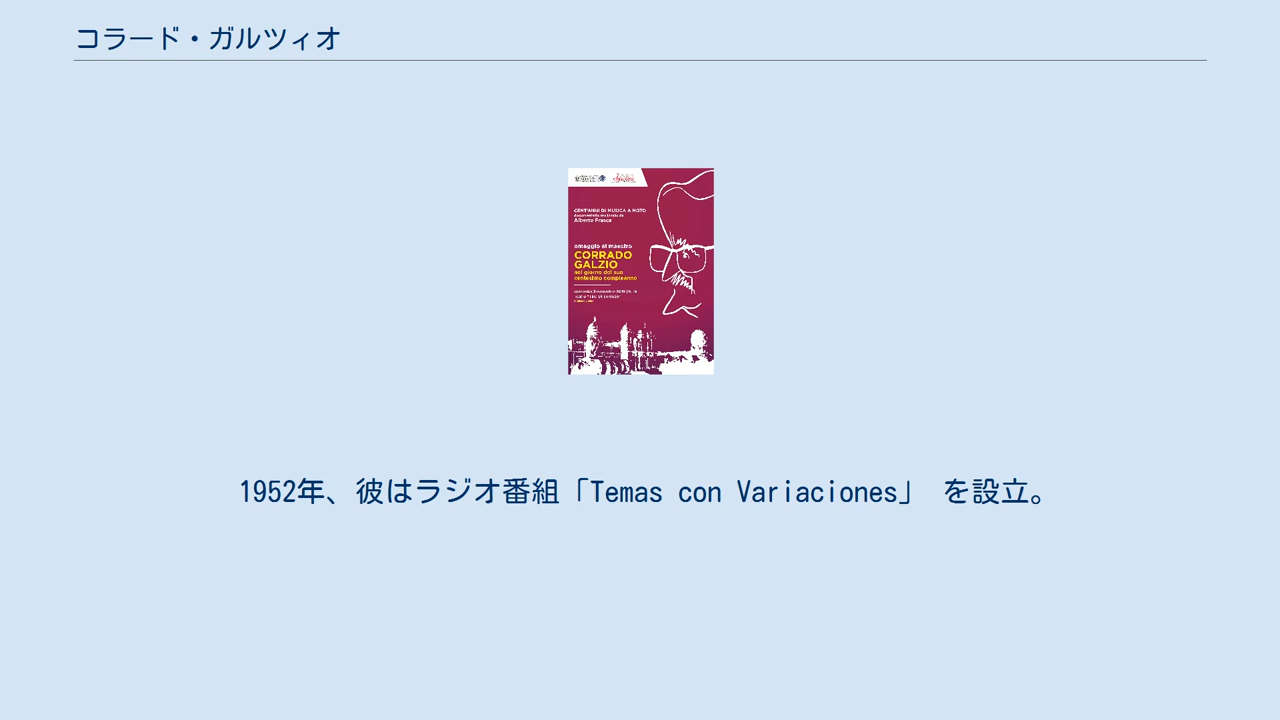 コラード・ガルツィオ
CENT'ANNI DI MUSICA A NOTO
Alberto Frasca
omaggio al maestro
CORRADO
GALZIO
nel giorno del suo
centesimo compleanno
1952年、彼はラジオ番組「Temas con Variaciones」 を設立。